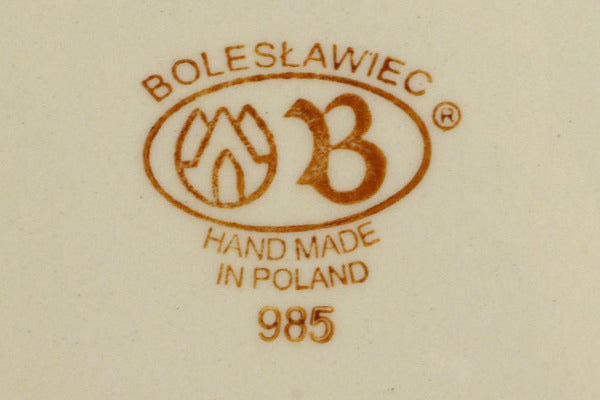 BOLESŁAWIEC
B ®
HAND MADE
IN POLAND
985